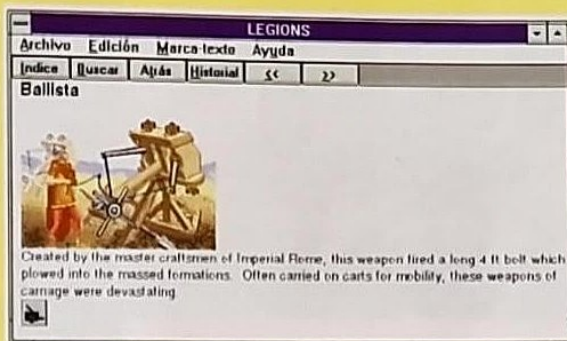 LEGIONS
Archivo Edición Marca-texto Ayuda
Índice Buscar Atrás Historial << >>
Ballista
Created by the master craftsmen of Imperial Rome, this weapon fired a long 4 ft bolt which
plowed into the massed formations. Often carried on carts for mobility, these weapons of
carnage were devastating